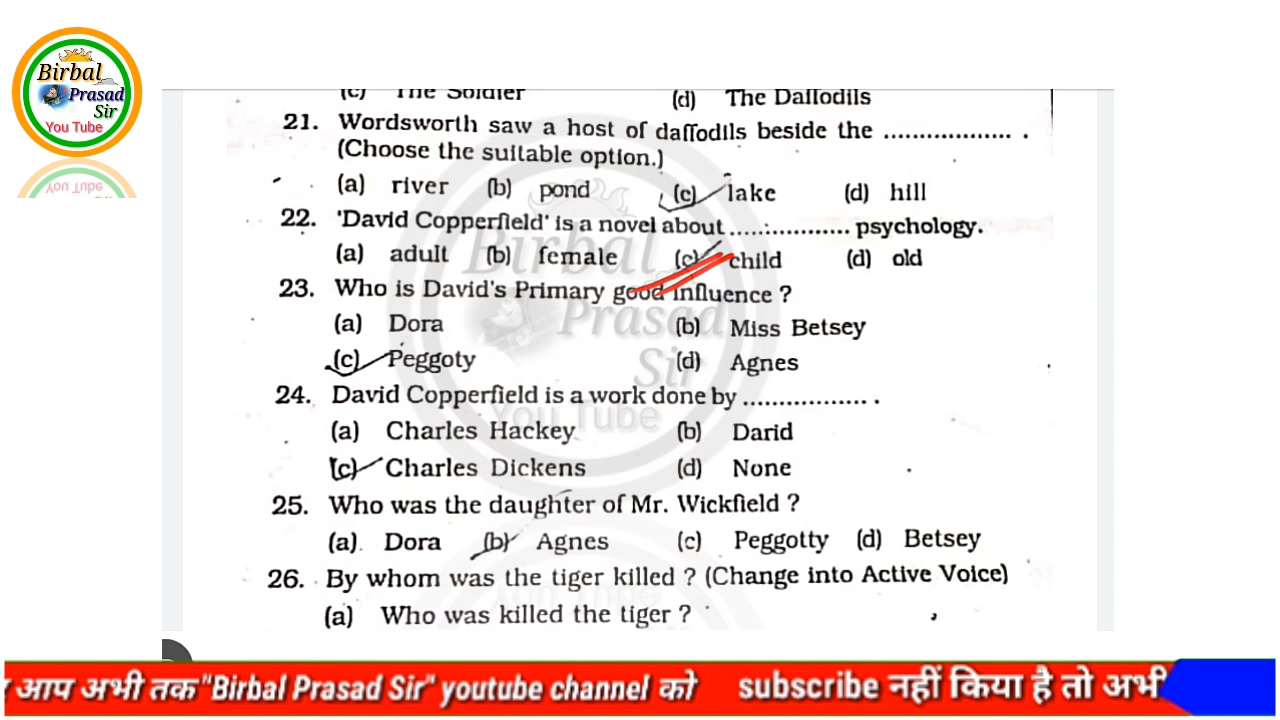 Birbal
Prasad
Sir
You Tube
(c) The Soldier (d) The Daffodils
21. Wordsworth saw a host of daffodils beside the .................. .
(Choose the suitable option.)
(a) river (b) pond (c) lake (d) hill
22. 'David Copperfield' is a novel about .....:........... psychology.
(a) adult (b) female (c) child (d) old
23. Who is David's Primary good influence ?
(a) Dora (b) Miss Betsey
(c) Peggoty (d) Agnes
24. David Copperfield is a work done by ................. .
(a) Charles Hackey (b) Darid
(c) Charles Dickens (d) None
25. Who was the daughter of Mr. Wickfield ?
(a) Dora (b) Agnes (c) Peggotty (d) Betsey
26. By whom was the tiger killed ? (Change into Active Voice)
(a) Who was killed the tiger ?
Birbal
Prasad
Sir
You Tube
आप अभी तक "Birbal Prasad Sir" youtube channel को subscribe नहीं किया है तो अभी